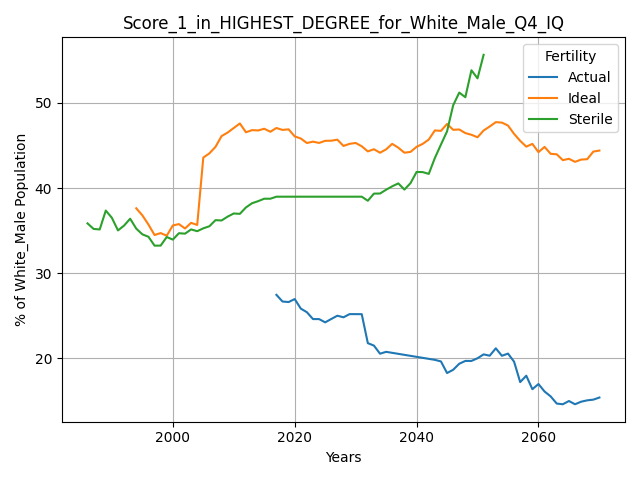 Score_1_in_HIGHEST_DEGREE_for_White_Male_Q4_IQ
Fertility
Actual
Ideal
Sterile
% of White_Male Population
50
40
30
20
2000
2020
2040
2060
Years